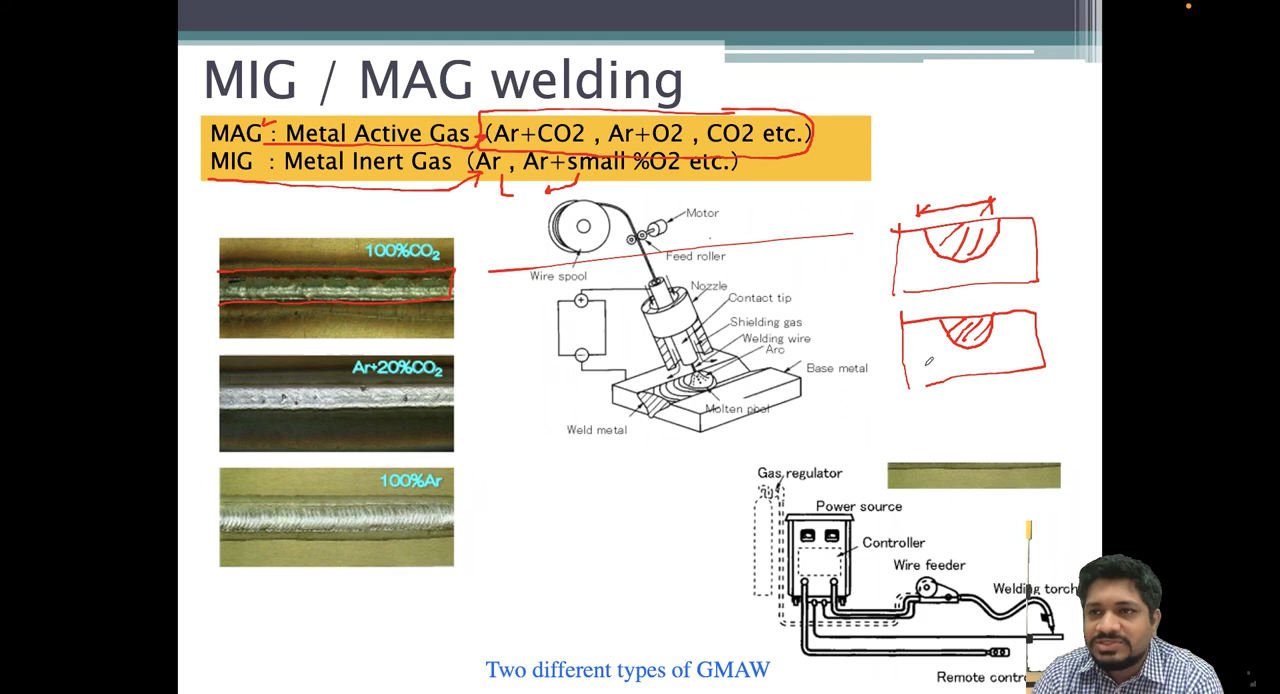 MIG / MAG welding
MAG : Metal Active Gas (Ar+CO2 , Ar+O2 , CO2 etc.)
MIG : Metal Inert Gas (Ar , Ar+small %O2 etc.)
100%CO₂
Ar+20%CO₂
100%Ar
Motor
Feed roller
Wire spool
Nozzle
Contact tip
Shielding gas
Welding wire
Arc
Base metal
Molten pool
Weld metal
Gas regulator
Power source
Controller
Wire feeder
Welding torch
Remote contro
Two different types of GMAW